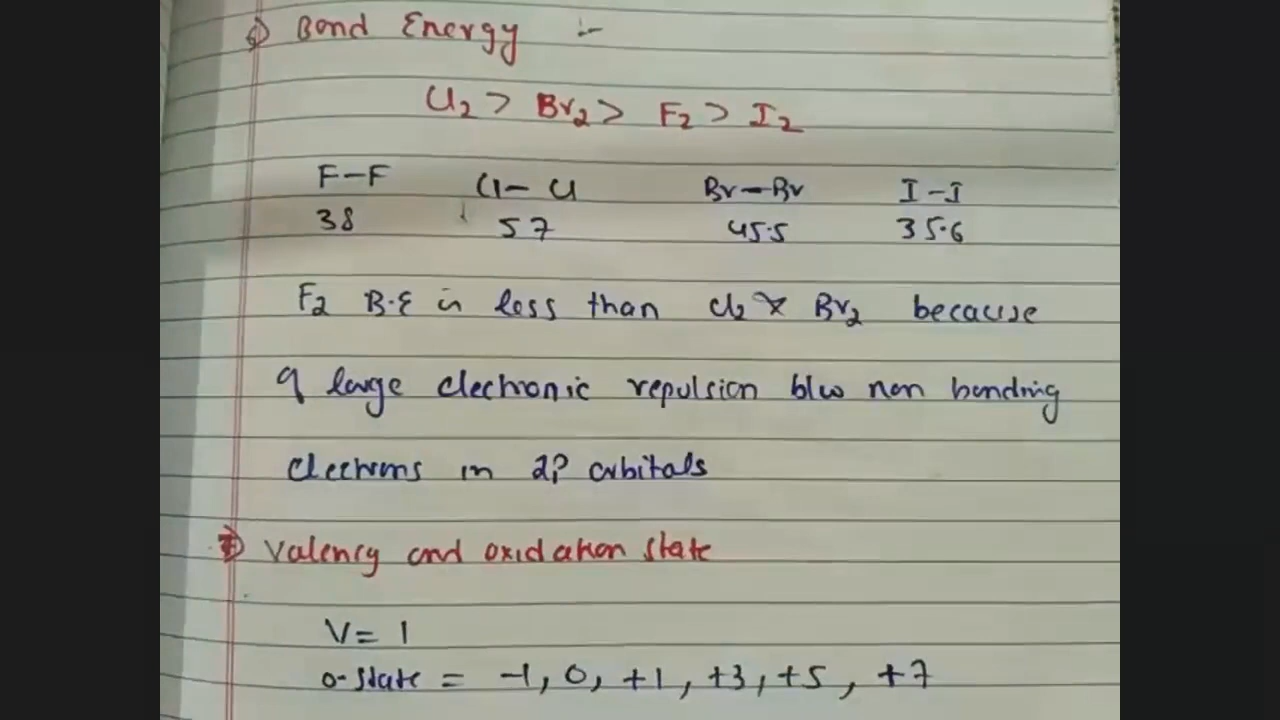 6) Bond Energy :-
Cl2 > Br2 > F2 > I2
F-F Cl-Cl Br-Br I-I
38 57 45.5 35.6
F2 B.E is less than Cl2 & Br2 because
of large electronic repulsion b/w non bonding
electrons in 2P orbitals
7) Valency and oxidation state
V= 1
o-state = -1, 0, +1, +3, +5, +7